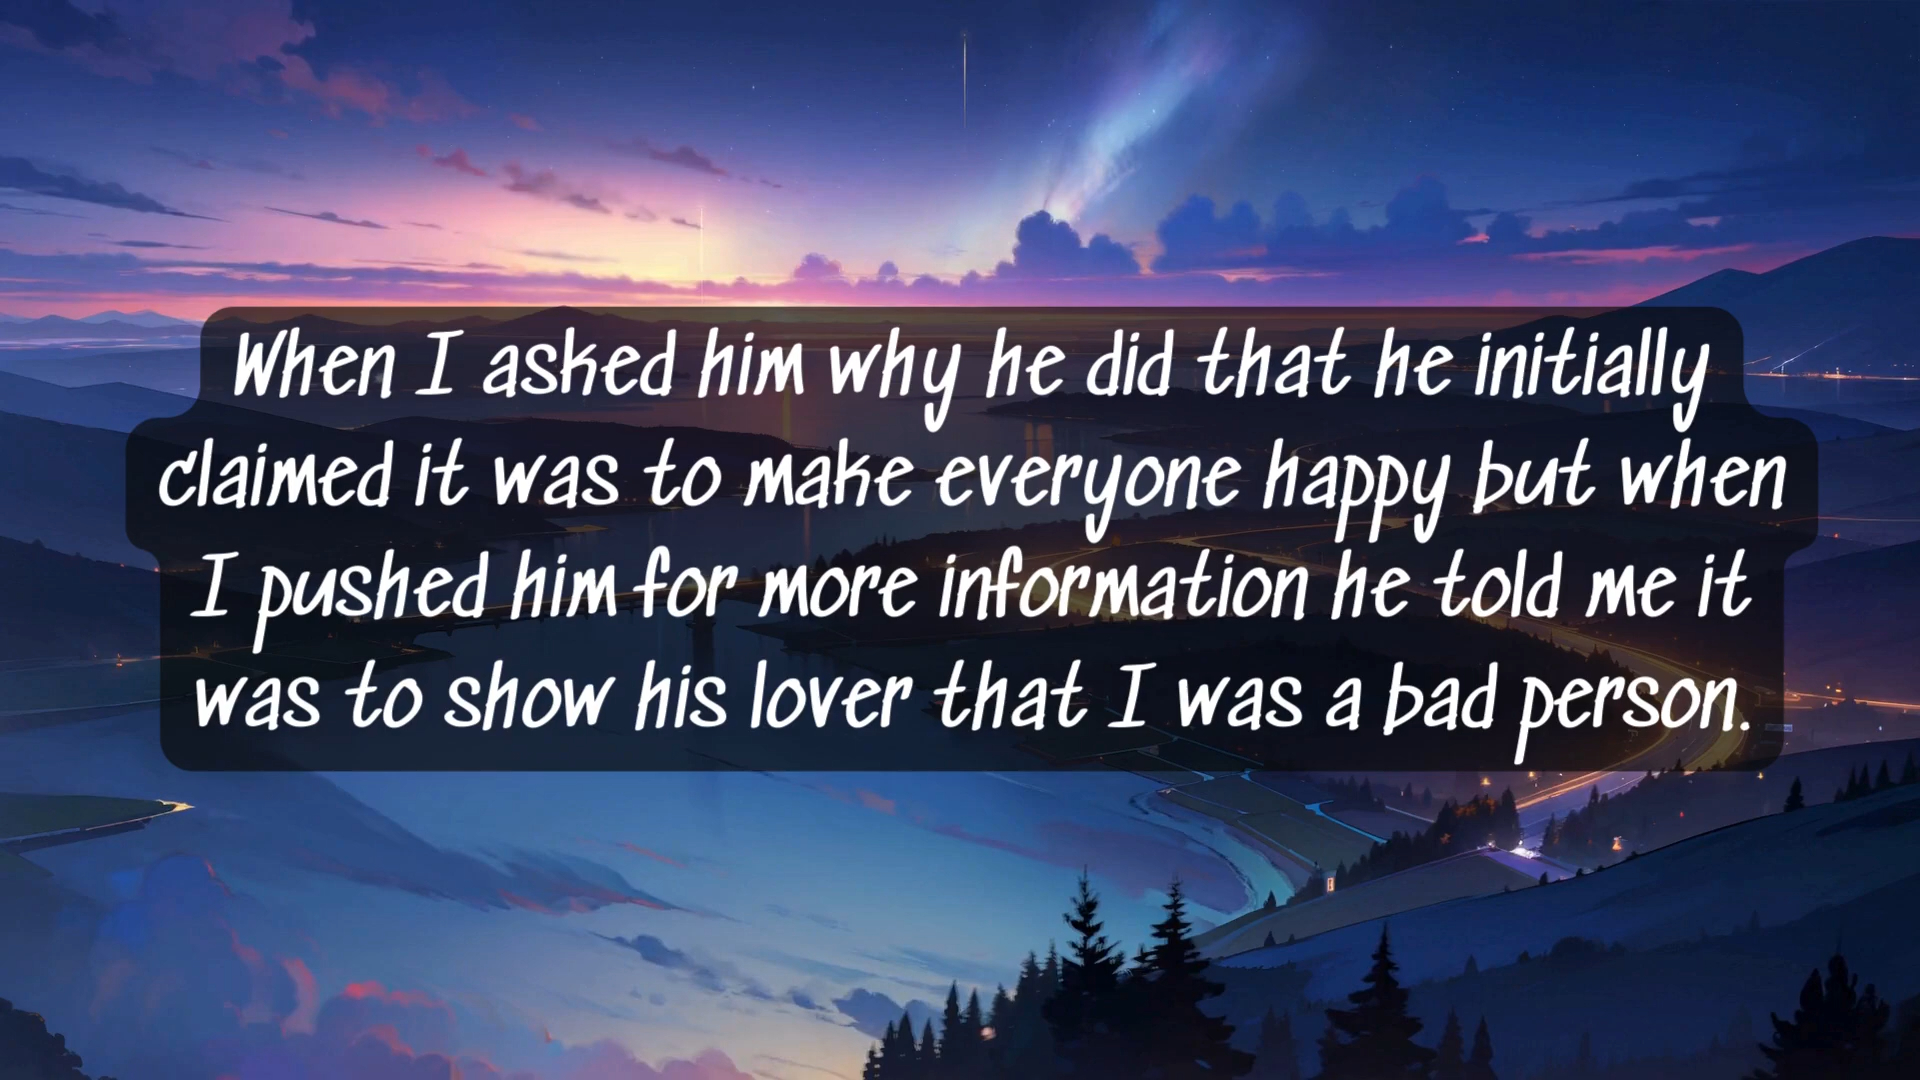 When I asked him why he did that he initially
claimed it was to make everyone happy but when
I pushed him for more information he told me it
was to show his lover that I was a bad person.